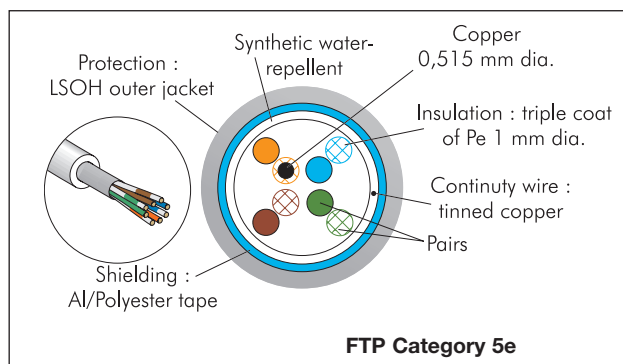 Protection :
LSOH outer jacket
Synthetic water-
repellent
Copper
0,515 mm dia.
Insulation : triple coat
of Pe 1 mm dia.
Continuty wire :
tinned copper
Pairs
Shielding :
Al/Polyester tape
FTP Category 5e